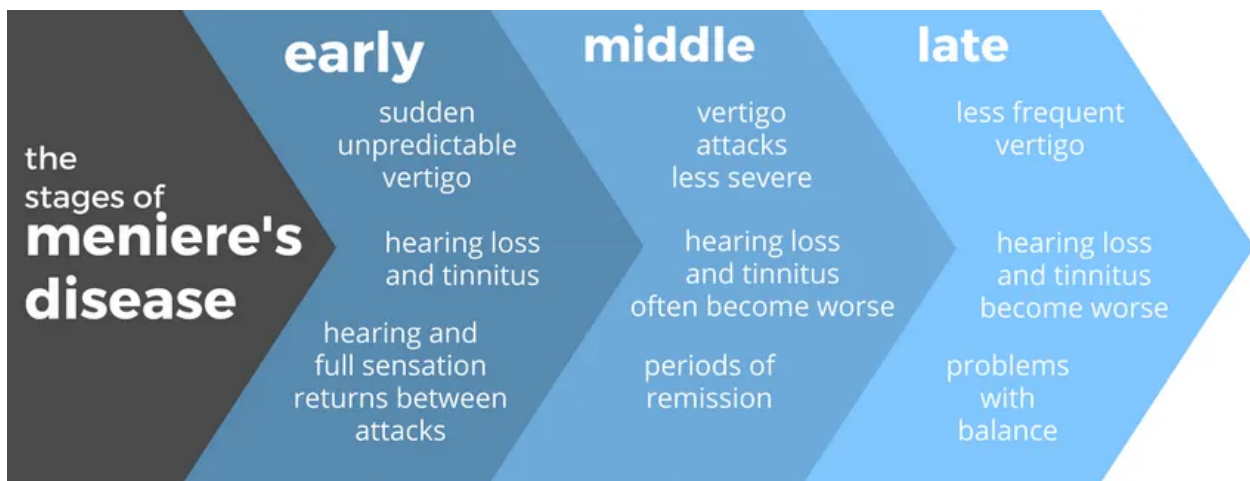 the
stages of
meniere's
disease
early
sudden
unpredictable
vertigo
hearing loss
and tinnitus
hearing and
full sensation
returns between
attacks
middle
vertigo
attacks
less severe
hearing loss
and tinnitus
often become worse
periods of
remission
late
less frequent
vertigo
hearing loss
and tinnitus
become worse
problems
with
balance